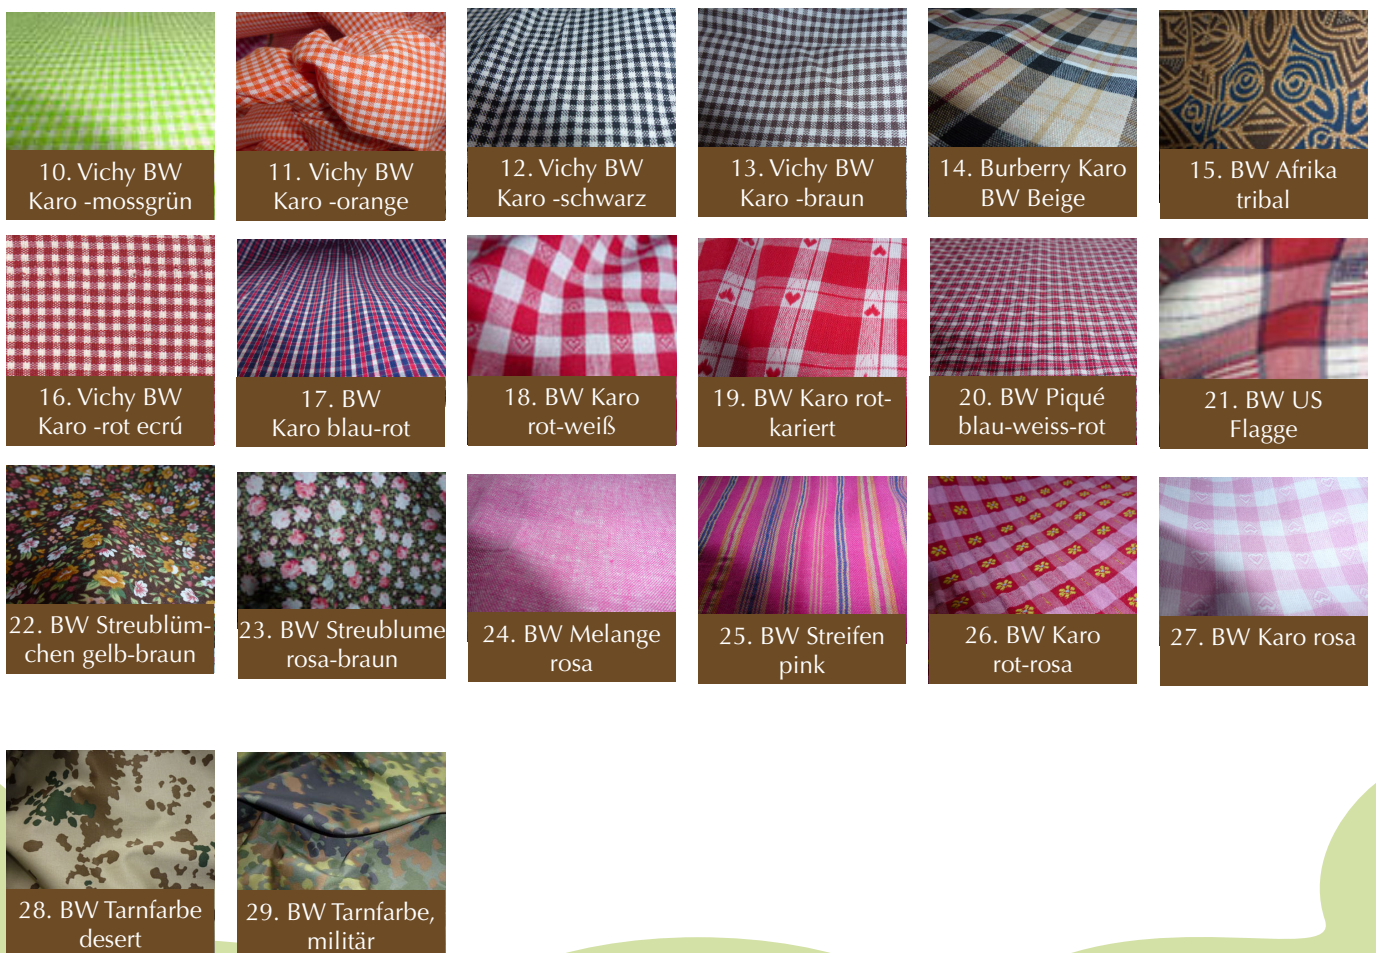 10. Vichy BW
Karo -mossgrün
11. Vichy BW
Karo -orange
12. Vichy BW
Karo -schwarz
13. Vichy BW
Karo -braun
14. Burberry Karo
BW Beige
15. BW Afrika
tribal
16. Vichy BW
Karo -rot ecrú
17. BW
Karo blau-rot
18. BW Karo
rot-weiß
19. BW Karo rot-
kariert
20. BW Piqué
blau-weiss-rot
21. BW US
Flagge
22. BW Streublüm-
chen gelb-braun
23. BW Streublume
rosa-braun
24. BW Melange
rosa
25. BW Streifen
pink
26. BW Karo
rot-rosa
27. BW Karo rosa
28. BW Tarnfarbe
desert
29. BW Tarnfarbe,
militär